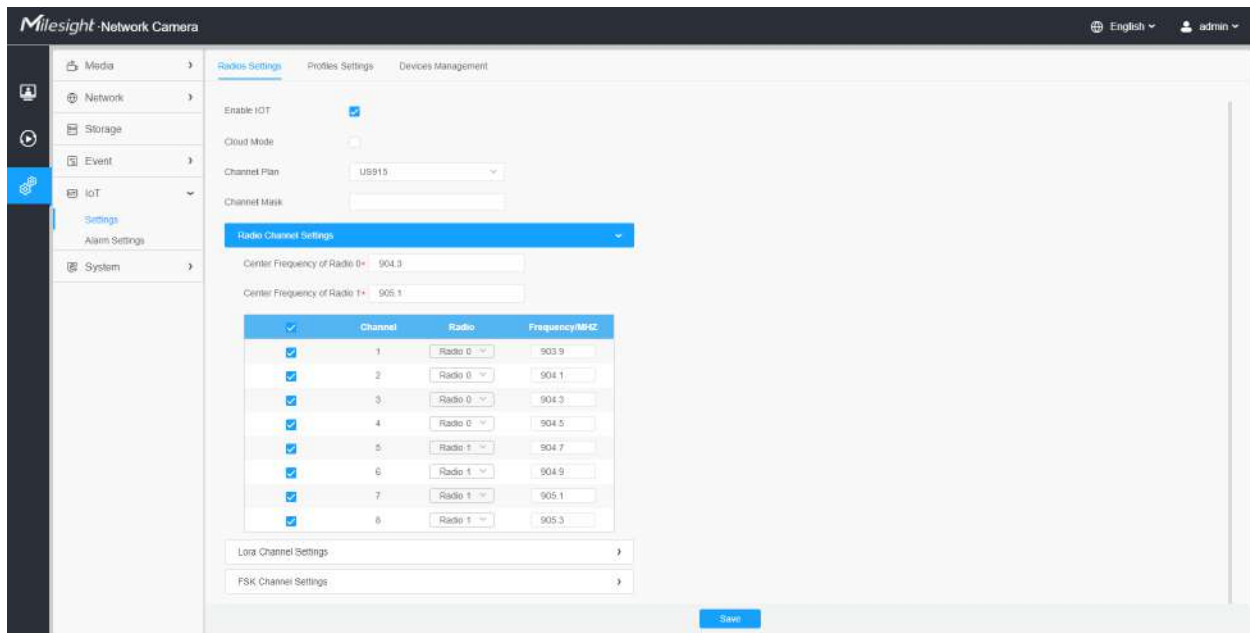 Milesight ·Network Camera
English
admin
Media
Network
Storage
Event
IoT
Settings
Alarm Settings
System
Radios Settings Profiles Settings Devices Management
Enable IOT
Cloud Mode
Channel Plan US915
Channel Mask
Radio Channel Settings
Center Frequency of Radio 0* 904.3
Center Frequency of Radio 1* 905.1
Channel Radio Frequency/MHZ
1 Radio 0 903.9
2 Radio 0 904.1
3 Radio 0 904.3
4 Radio 0 904.5
5 Radio 1 904.7
6 Radio 1 904.9
7 Radio 1 905.1
8 Radio 1 905.3
Lora Channel Settings
FSK Channel Settings
Save